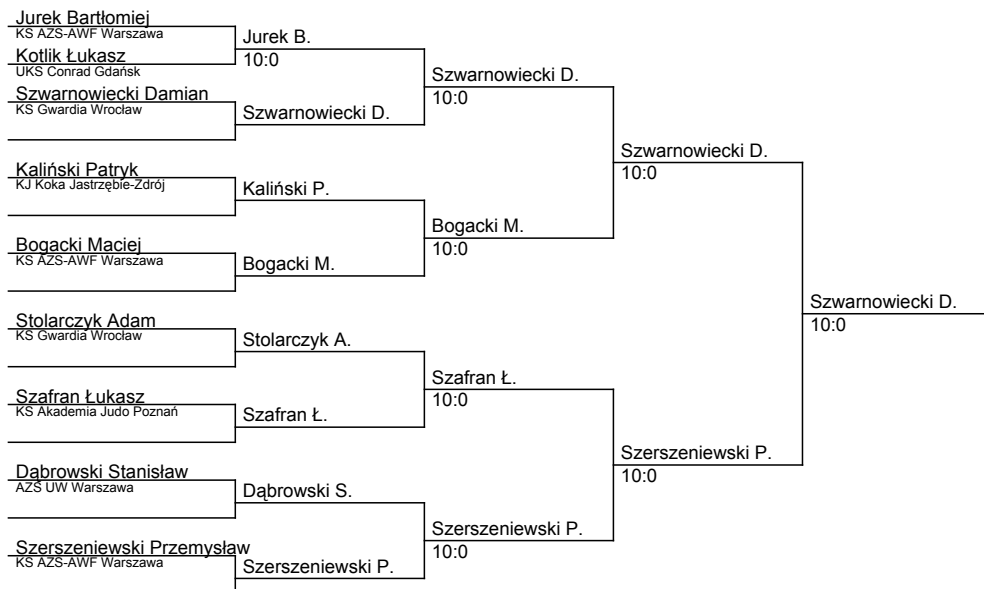 Jurek Bartłomiej
KS AZS-AWF Warszawa
Kotlik Łukasz
UKS Conrad Gdańsk
Szwarnowiecki Damian
KS Gwardia Wrocław
Kaliński Patryk
KJ Koka Jastrzębie-Zdrój
Bogacki Maciej
KS AZS-AWF Warszawa
Stolarczyk Adam
KS Gwardia Wrocław
Szafran Łukasz
KS Akademia Judo Poznań
Dąbrowski Stanisław
AZS UW Warszawa
Szerszeniewski Przemysław
KS AZS-AWF Warszawa
Jurek B.
10:0
Szwarnowiecki D.
Kaliński P.
Bogacki M.
Stolarczyk A.
Szafran Ł.
Dąbrowski S.
Szerszeniewski P.
Szwarnowiecki D.
10:0
Bogacki M.
10:0
Szafran Ł.
10:0
Szerszeniewski P.
10:0
Szwarnowiecki D.
10:0
Szerszeniewski P.
10:0
Szwarnowiecki D.
10:0